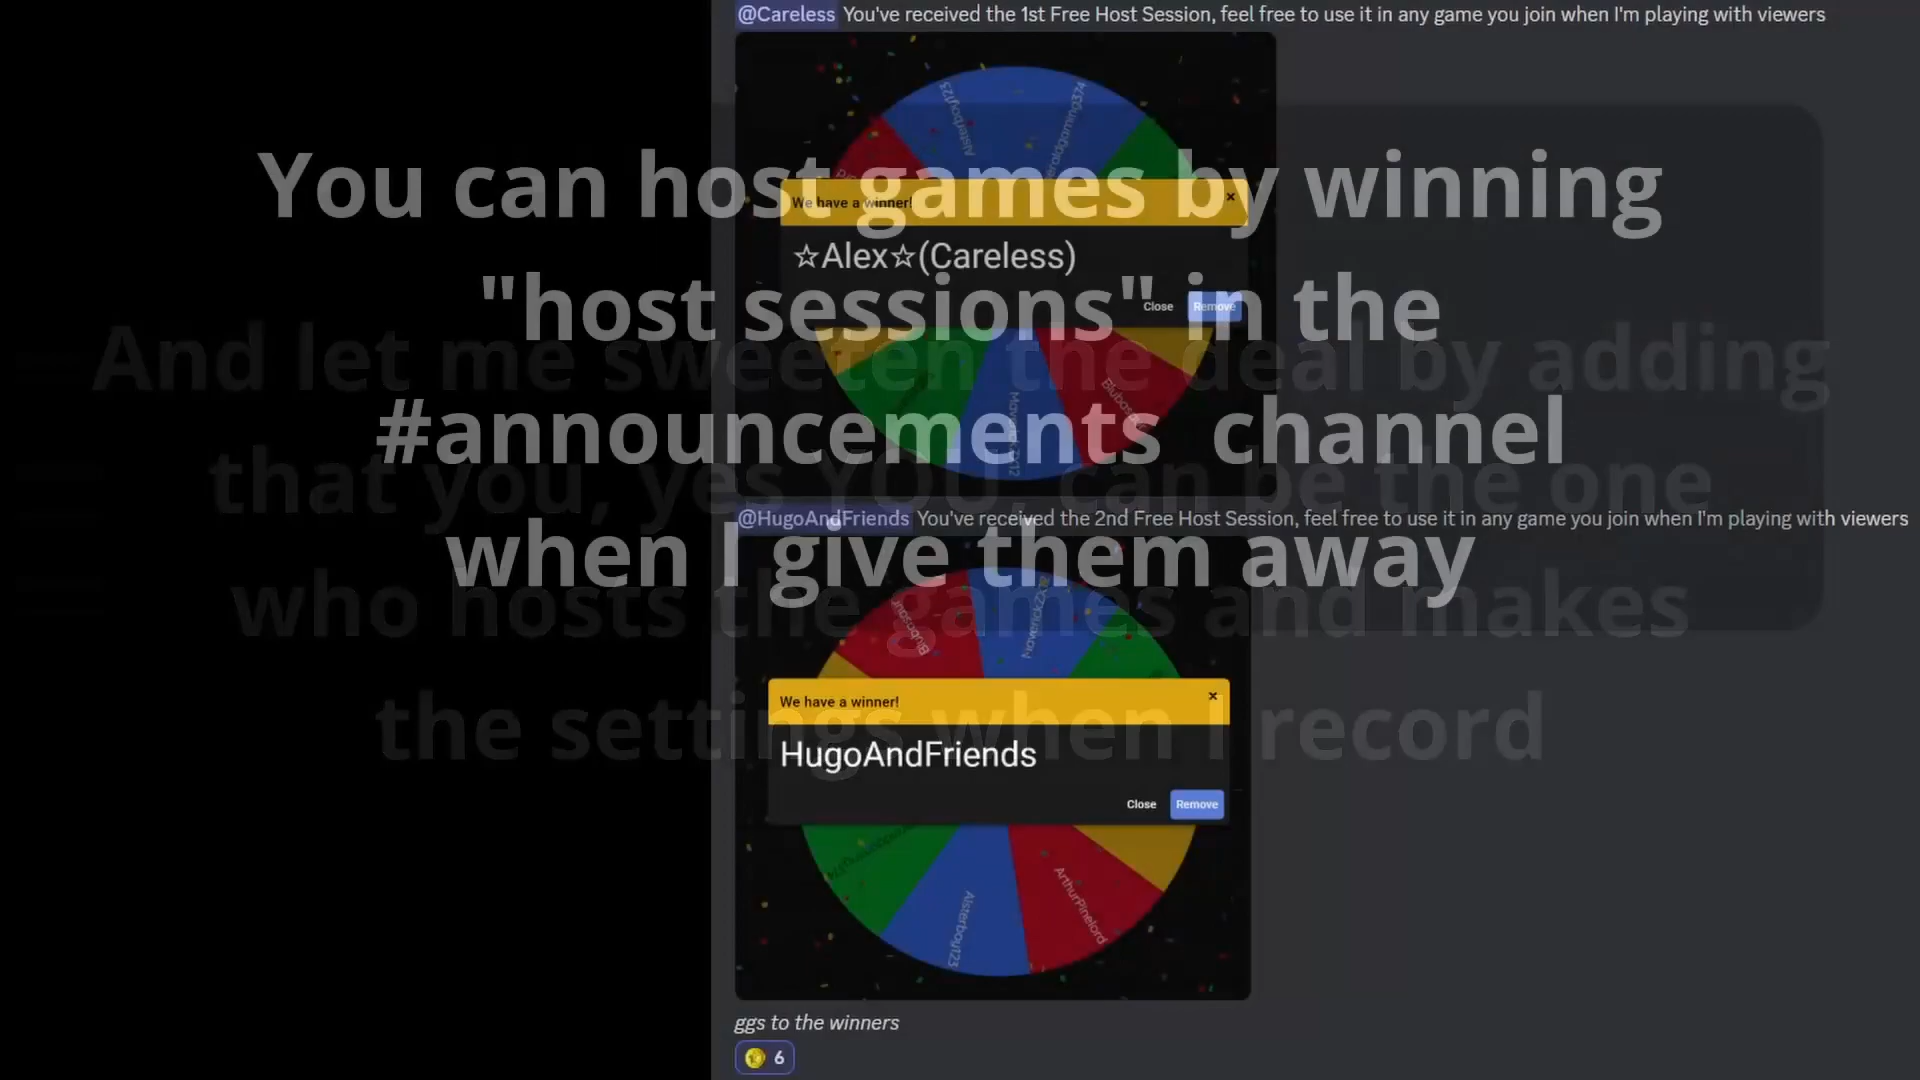 @Careless You've received the 1st Free Host Session, feel free to use it in any game you join when I'm playing with viewers
You can host games by winning
"host sessions" in the
#announcements channel
when I give them away
And let me sweeten the deal by adding
that you, yes YOU, can be the one
who hosts the games and makes
the settings when I record
Alsterboy123
We have a winner!
☆Alex☆(Careless)
Close Remove
@HugoAndFriends You've received the 2nd Free Host Session, feel free to use it in any game you join when I'm playing with viewers
MaverickZX12
We have a winner!
HugoAndFriends
Close Remove
Alsterboy123
ArthurPinelord
ggs to the winners
6